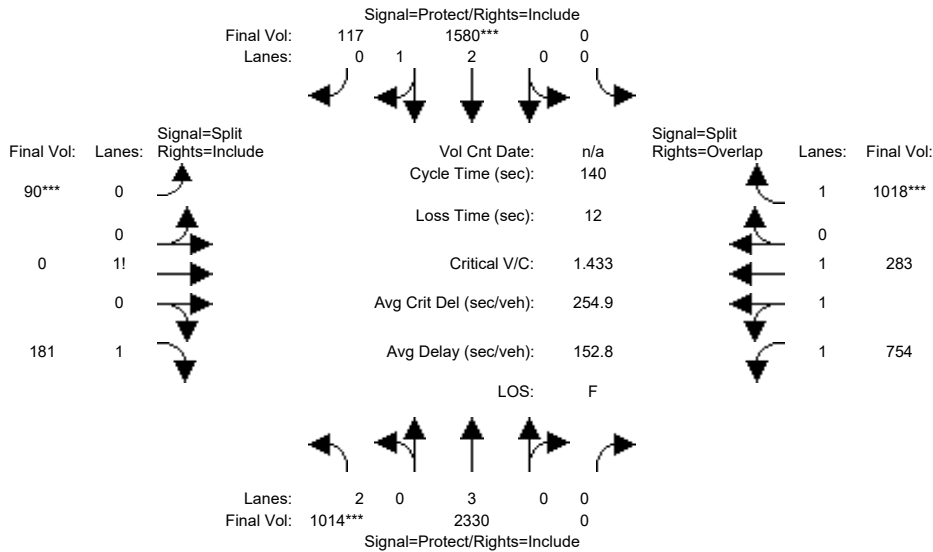 Signal=Protect/Rights=Include
Final Vol: 117 1580*** 0
Lanes: 0 1 2 0 0
Signal=Split Signal=Split
Final Vol: Lanes: Rights=Include Vol Cnt Date: n/a Rights=Overlap Lanes: Final Vol:
Cycle Time (sec): 140
90*** 0 1 1018***
Loss Time (sec): 12
0 0
0 1! Critical V/C: 1.433 1 283
0 Avg Crit Del (sec/veh): 254.9 1
181 1 Avg Delay (sec/veh): 152.8 1 754
LOS: F
Lanes: 2 0 3 0 0
Final Vol: 1014*** 2330 0
Signal=Protect/Rights=Include